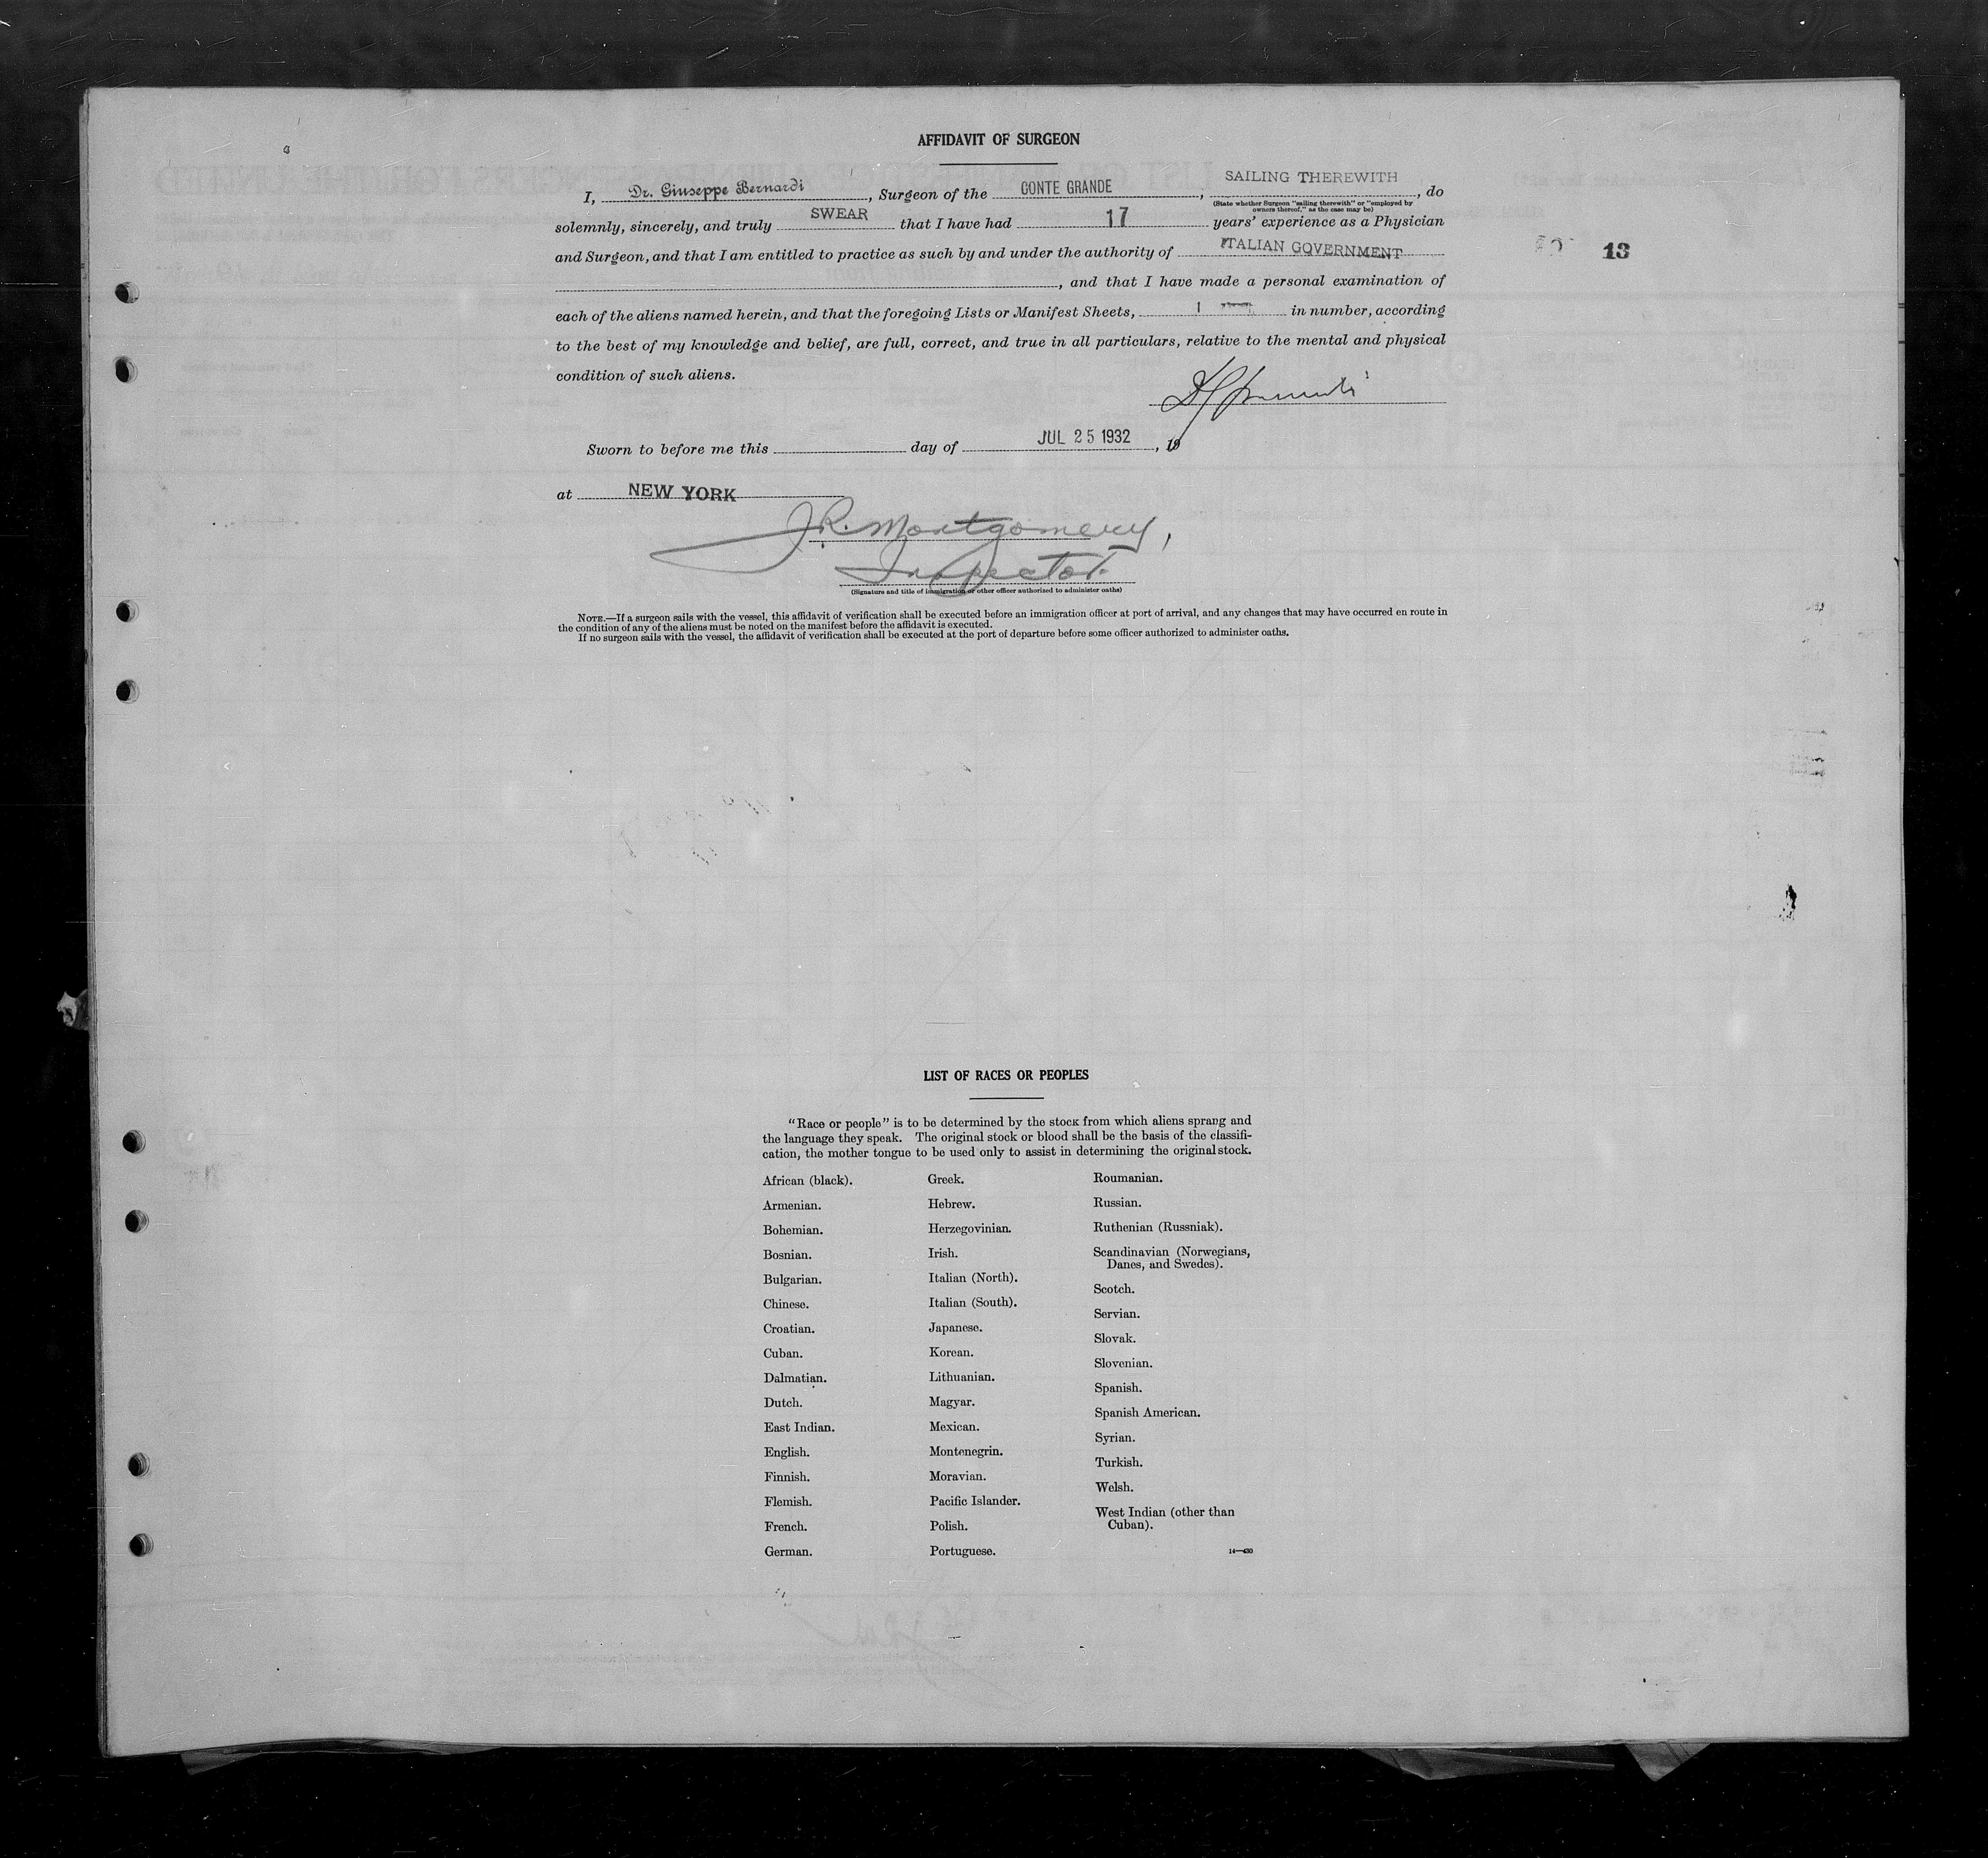 AFFIDAVIT OF SURGEON
I, Dr. Giuseppe Bernardi, Surgeon of the CONTE GRANDE, SAILING THEREWITH, do
(State whether Surgeon "sailing therewith" or "employed by
owners thereof," as the case may be)
solemnly, sincerely, and truly SWEAR that I have had 17 years' experience as a Physician
and Surgeon, and that I am entitled to practice as such by and under the authority of ITALIAN GOVERNMENT
13
, and that I have made a personal examination of
each of the aliens named herein, and that the foregoing Lists or Manifest Sheets, 1 in number, according
to the best of my knowledge and belief, are full, correct, and true in all particulars, relative to the mental and physical
condition of such aliens.
Sworn to before me this day of JUL 25 1932, 19
at NEW YORK
J.R. Montgomery,
Inspector.
(Signature and title of immigration or other officer authorized to administer oaths)
NOTE.—If a surgeon sails with the vessel, this affidavit of verification shall be executed before an immigration officer at port of arrival, and any changes that may have occurred en route in
the condition of any of the aliens must be noted on the manifest before the affidavit is executed.
If no surgeon sails with the vessel, the affidavit of verification shall be executed at the port of departure before some officer authorized to administer oaths.
LIST OF RACES OR PEOPLES
"Race or people" is to be determined by the stock from which aliens sprang and
the language they speak. The original stock or blood shall be the basis of the classifi-
cation, the mother tongue to be used only to assist in determining the original stock.
African (black).
Armenian.
Bohemian.
Bosnian.
Bulgarian.
Chinese.
Croatian.
Cuban.
Dalmatian.
Dutch.
East Indian.
English.
Finnish.
Flemish.
French.
German.
Greek.
Hebrew.
Herzegovinian.
Irish.
Italian (North).
Italian (South).
Japanese.
Korean.
Lithuanian.
Magyar.
Mexican.
Montenegrin.
Moravian.
Pacific Islander.
Polish.
Portuguese.
Roumanian.
Russian.
Ruthenian (Russniak).
Scandinavian (Norwegians,
Danes, and Swedes).
Scotch.
Servian.
Slovak.
Slovenian.
Spanish.
Spanish American.
Syrian.
Turkish.
Welsh.
West Indian (other than
Cuban).
14—430